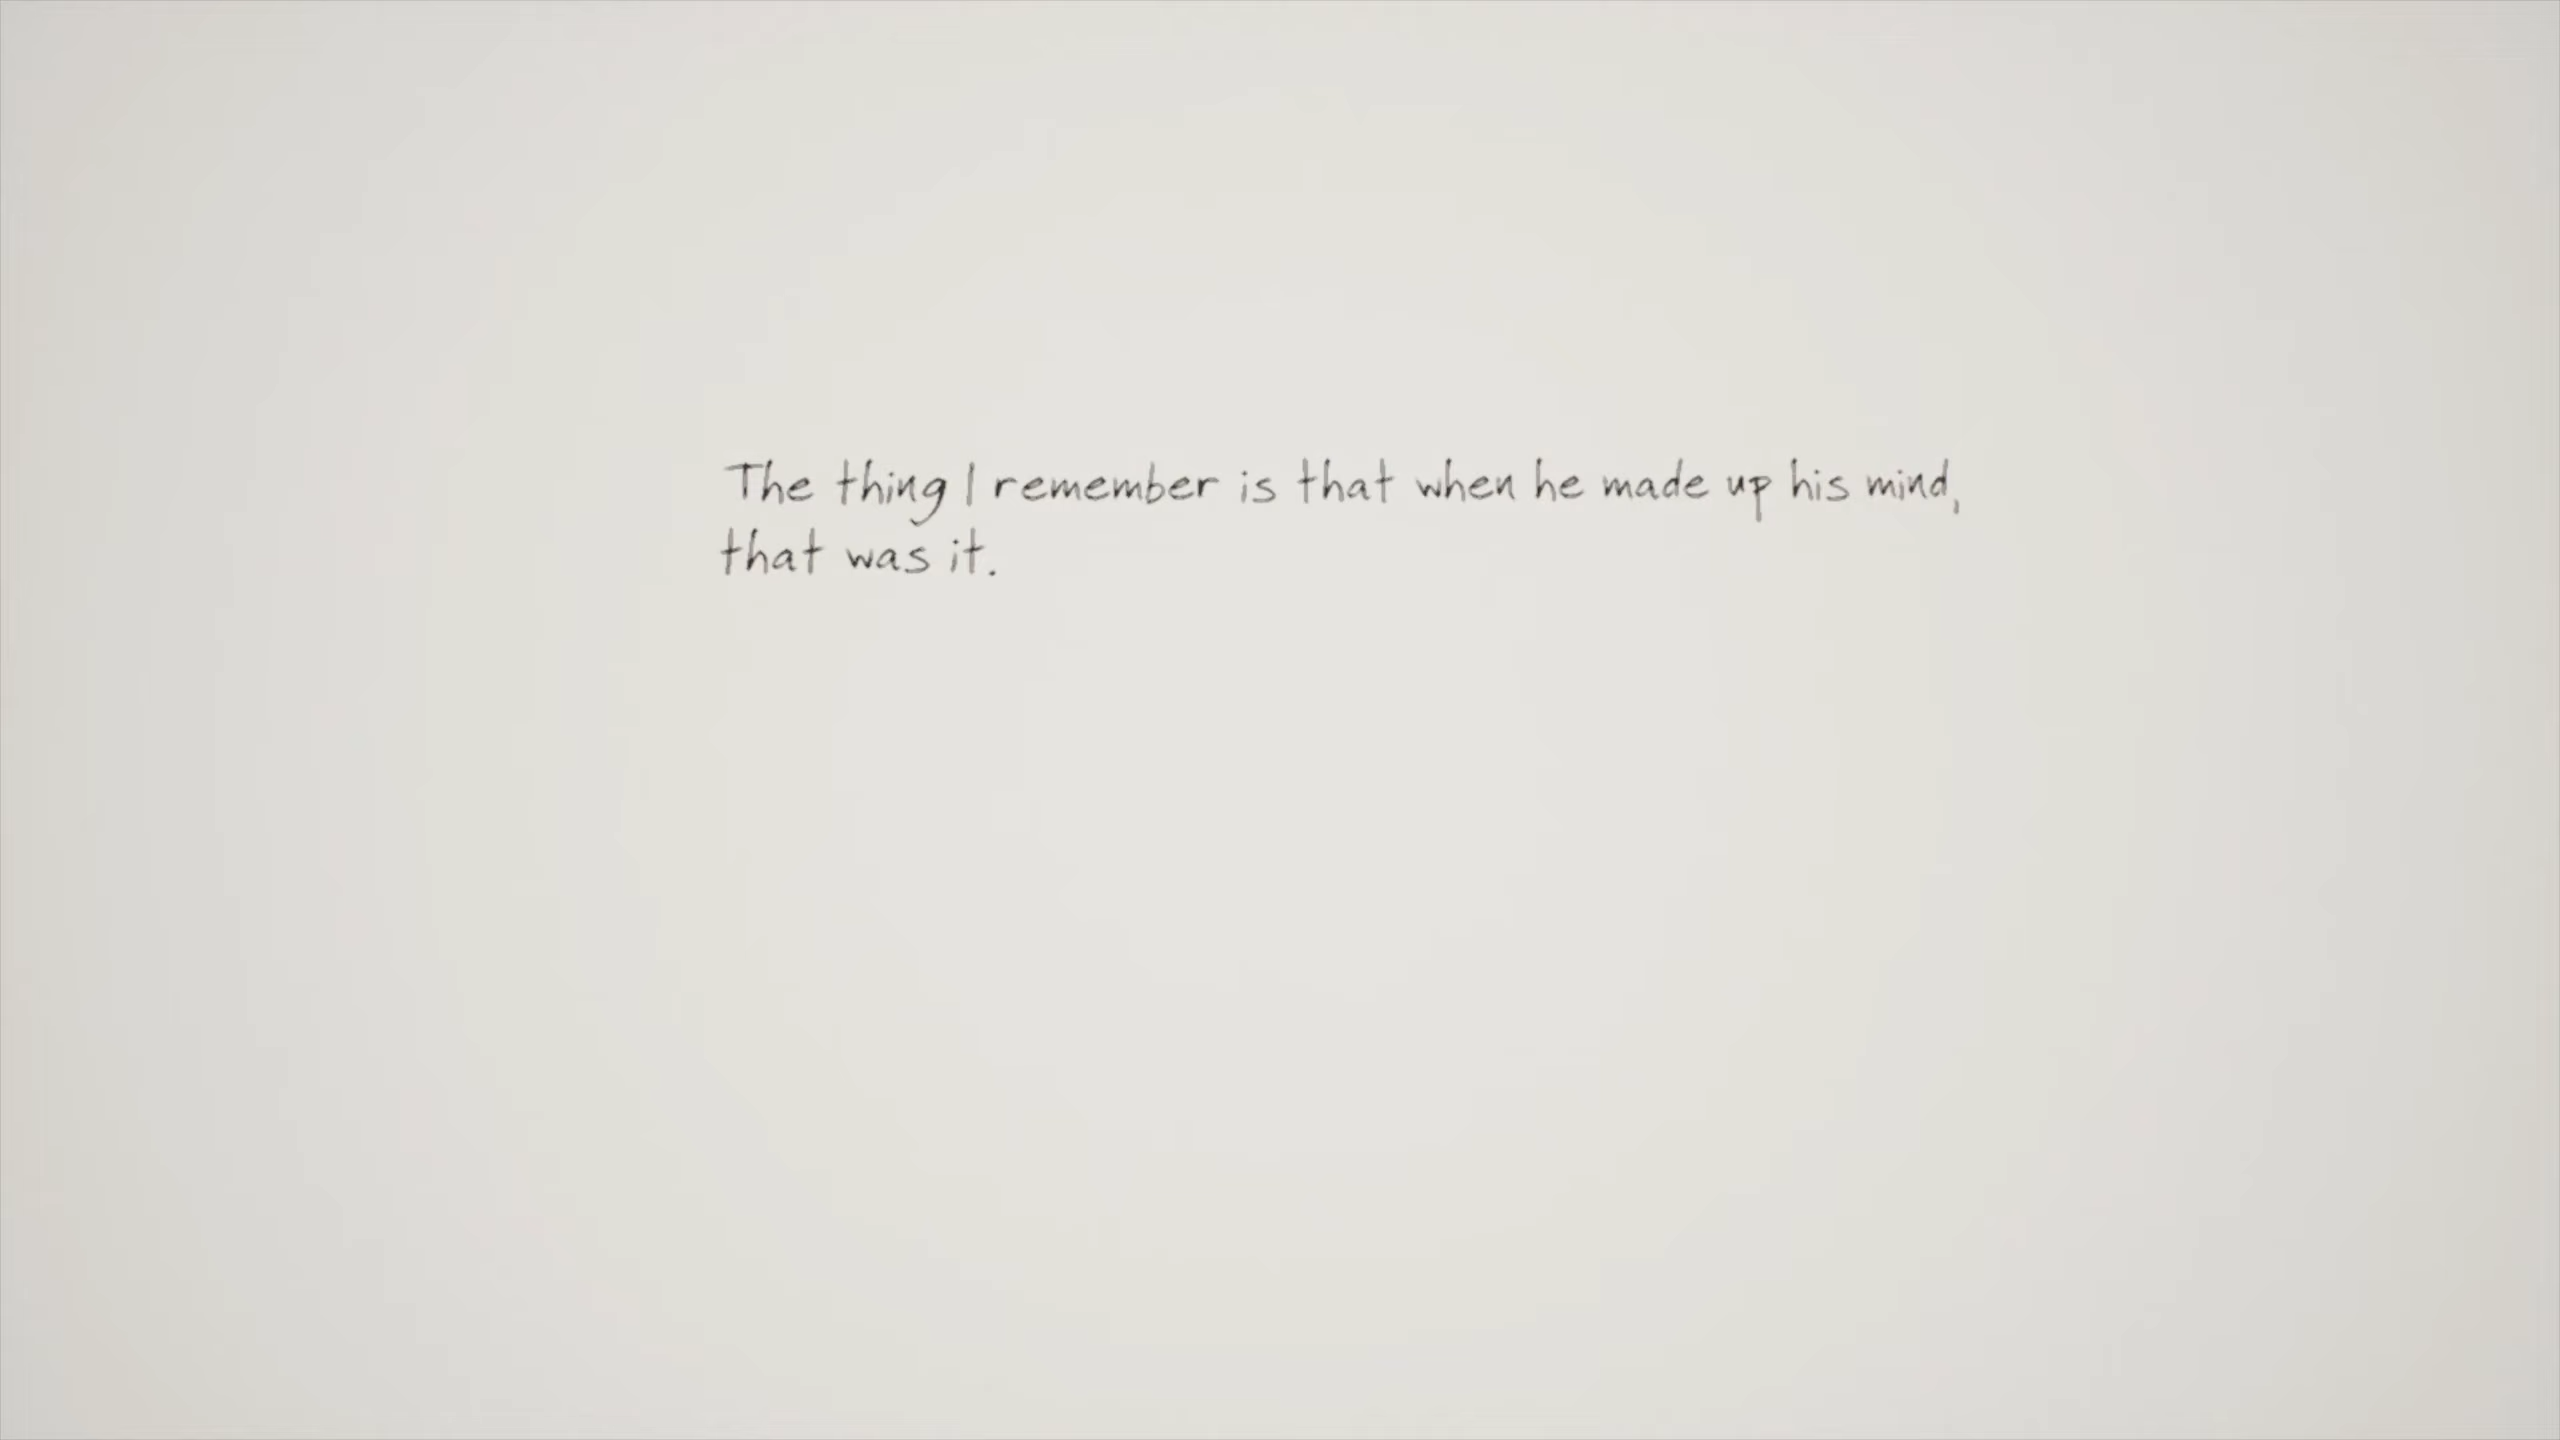 The thing I remember is that when he made up his mind,
that was it.